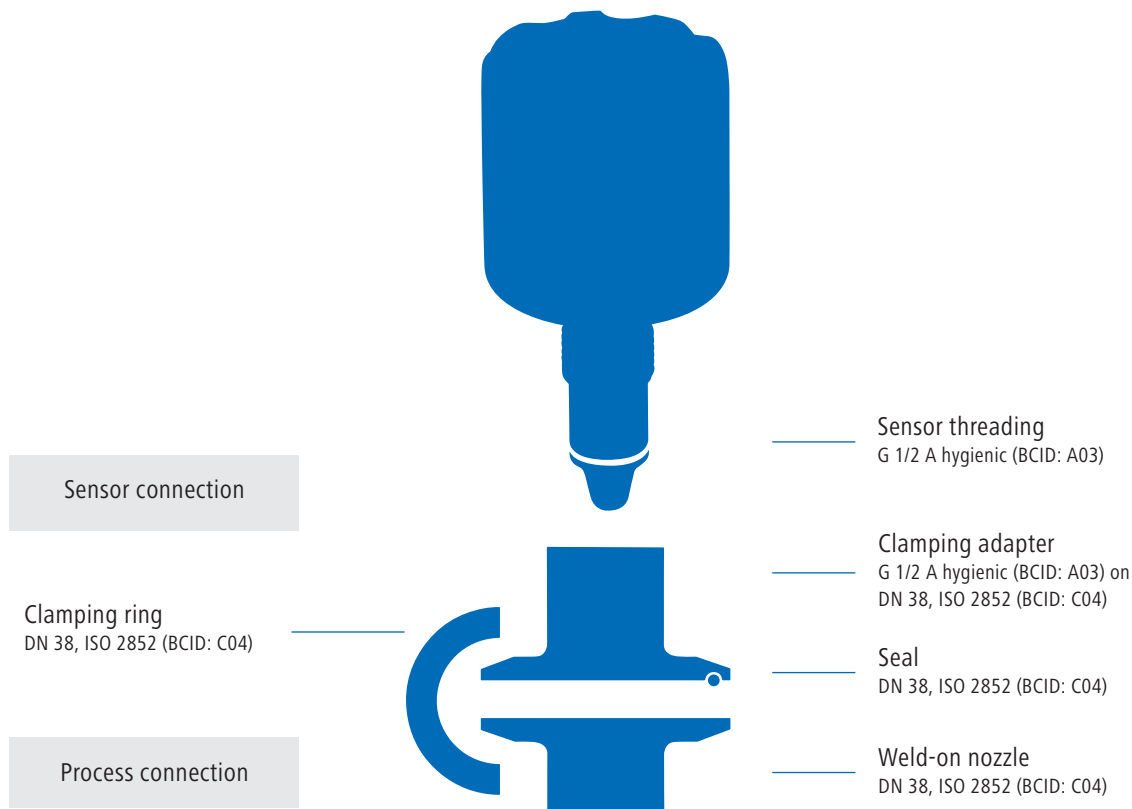 Sensor threading
G 1/2 A hygienic (BCID: A03)
Sensor connection
Clamping adapter
G 1/2 A hygienic (BCID: A03) on
DN 38, ISO 2852 (BCID: C04)
Clamping ring
DN 38, ISO 2852 (BCID: C04)
Seal
DN 38, ISO 2852 (BCID: C04)
Process connection
Weld-on nozzle
DN 38, ISO 2852 (BCID: C04)